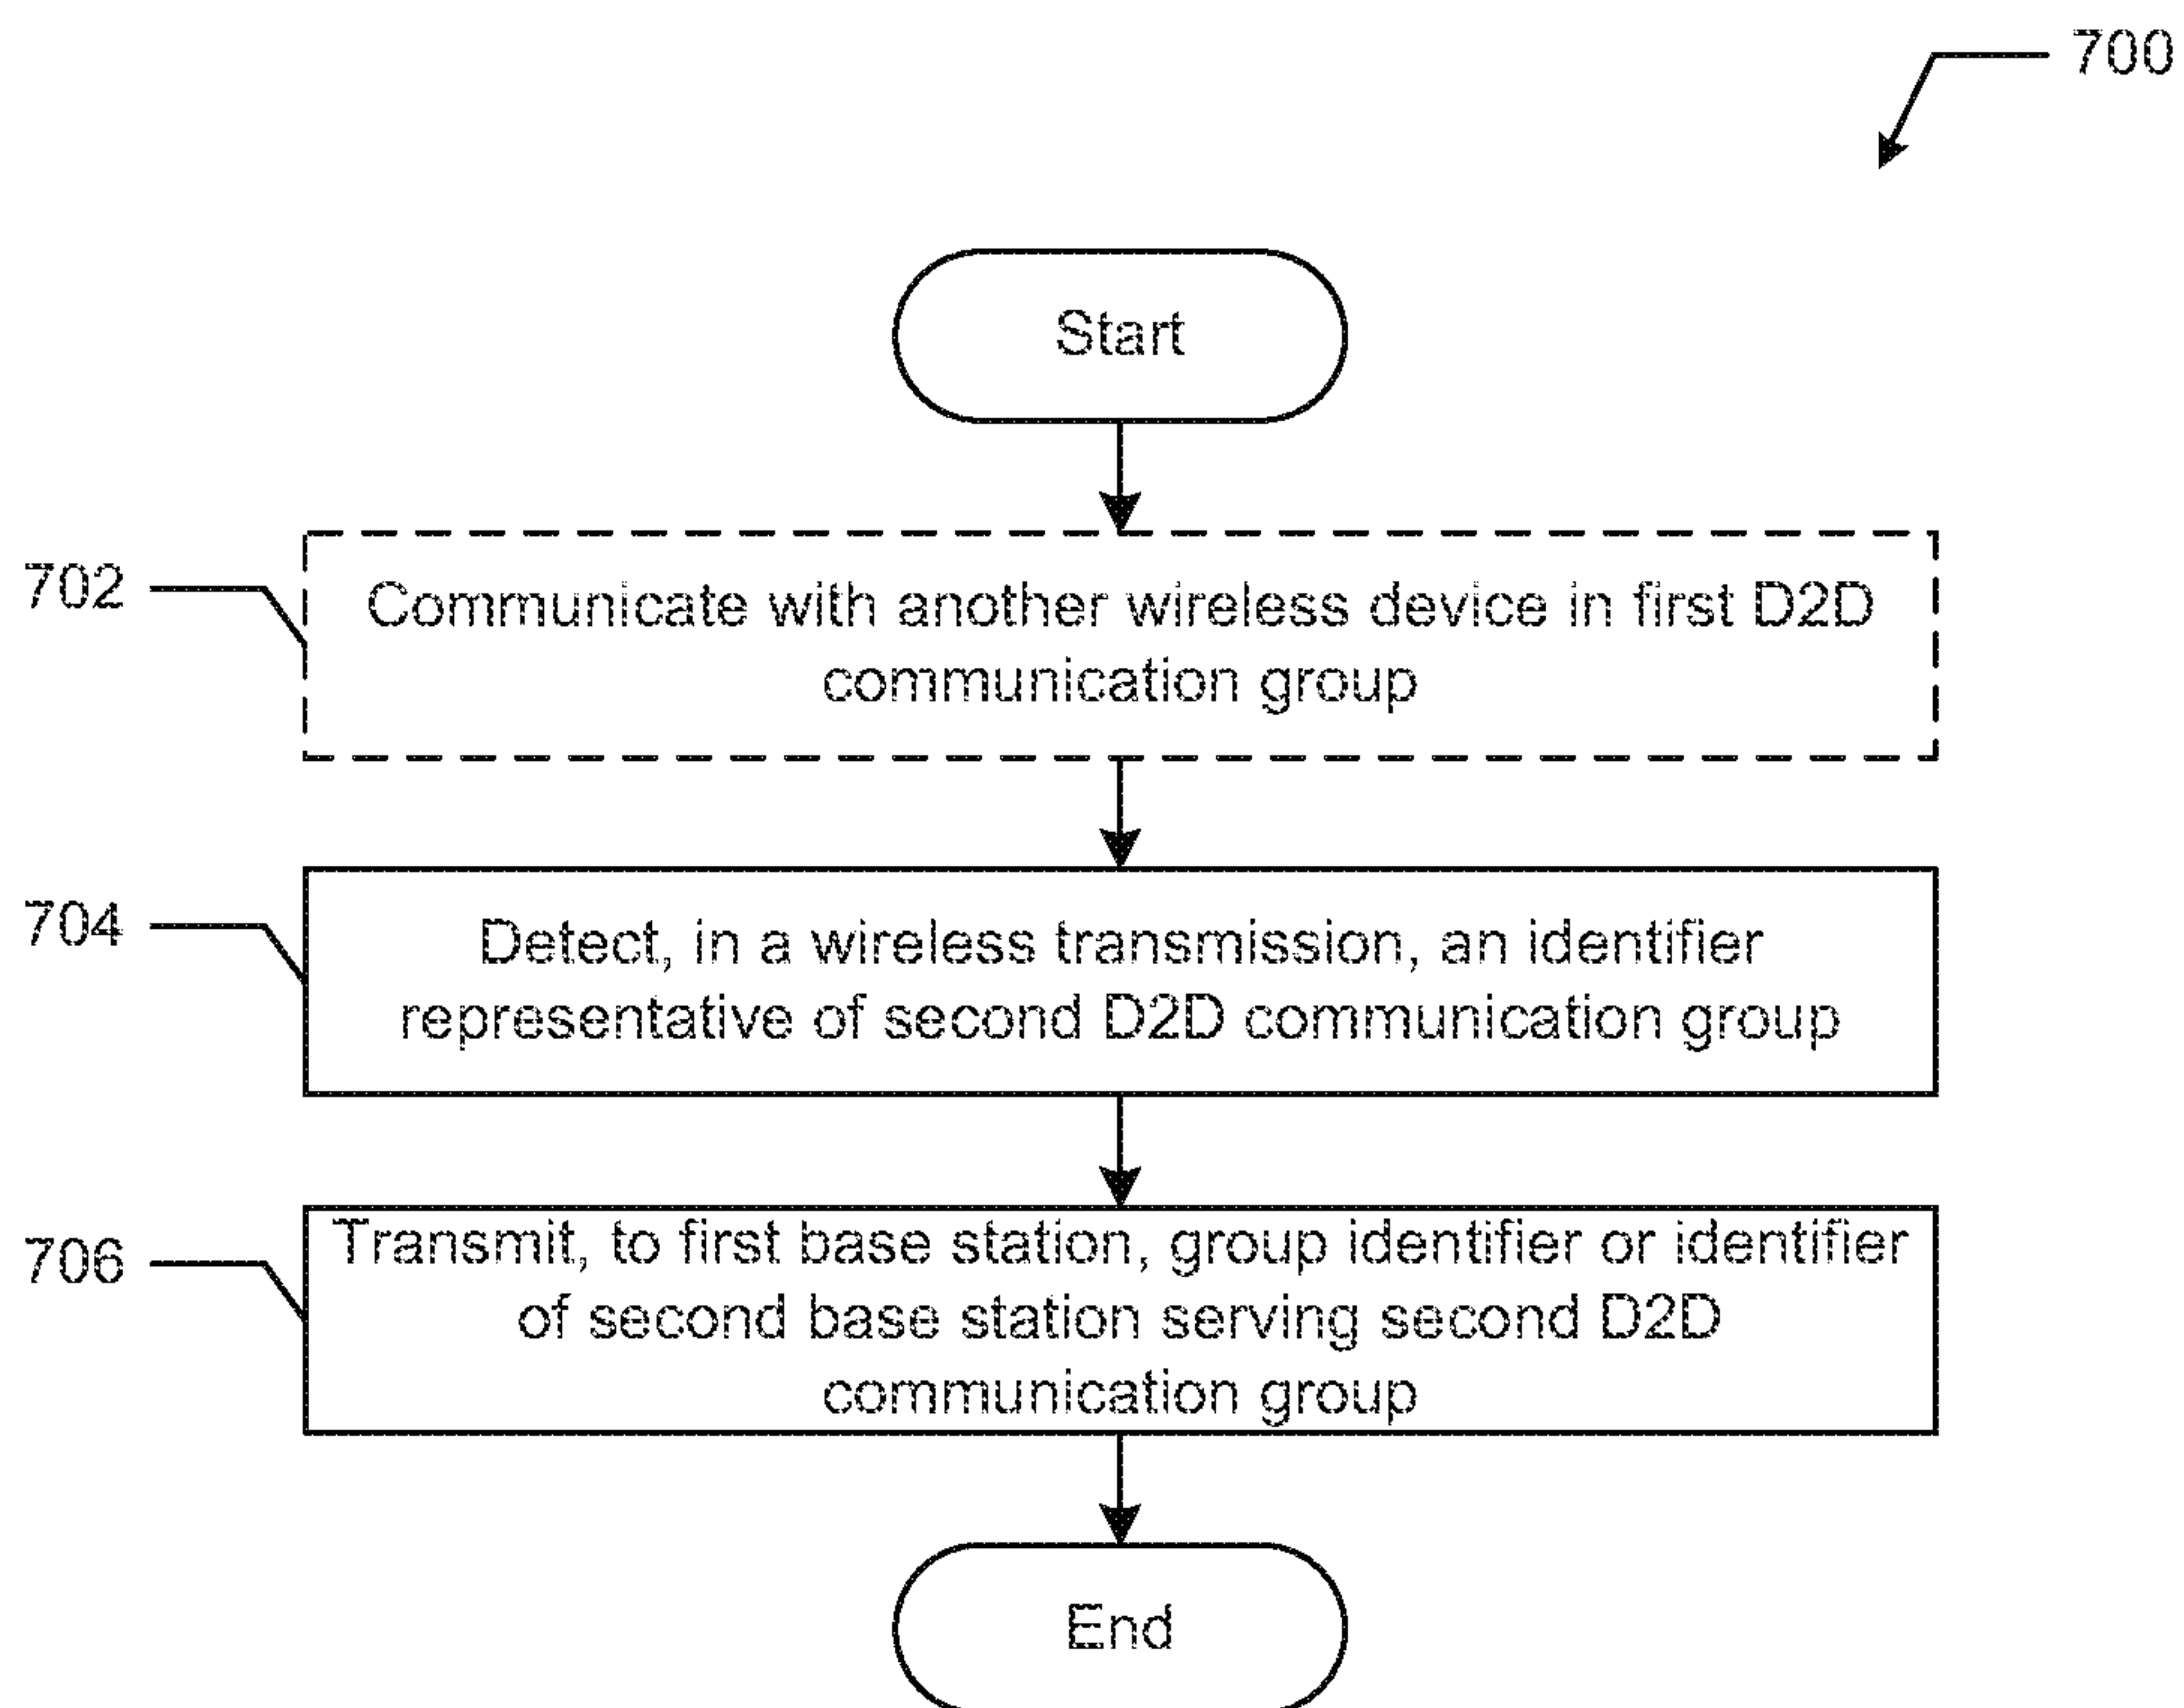 700
Start
702
Communicate with another wireless device in first D2D
communication group
704
Detect, in a wireless transmission, an identifier
representative of second D2D communication group
706
Transmit, to first base station, group identifier or identifier
of second base station serving second D2D
communication group
End